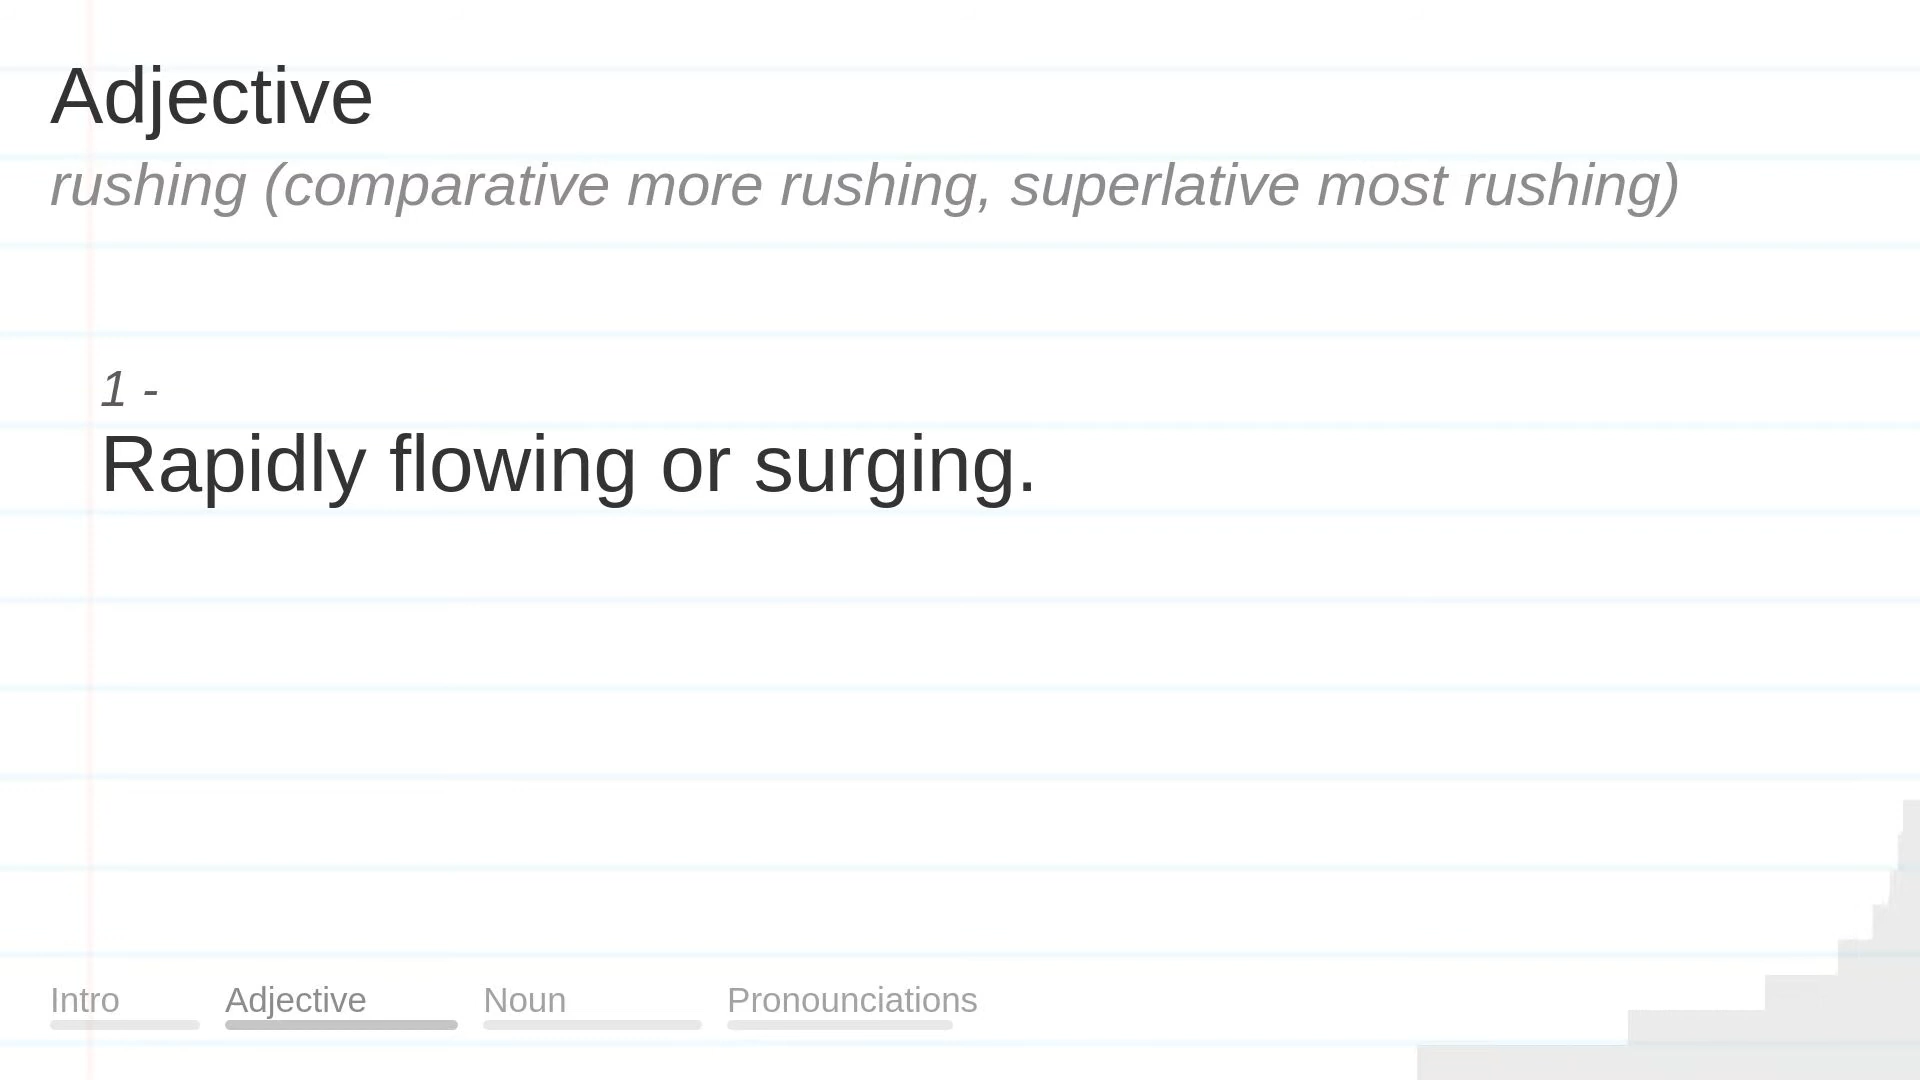 Adjective
rushing (comparative more rushing, superlative most rushing)
1 -
Rapidly flowing or surging.
Intro Adjective Noun Pronounciations